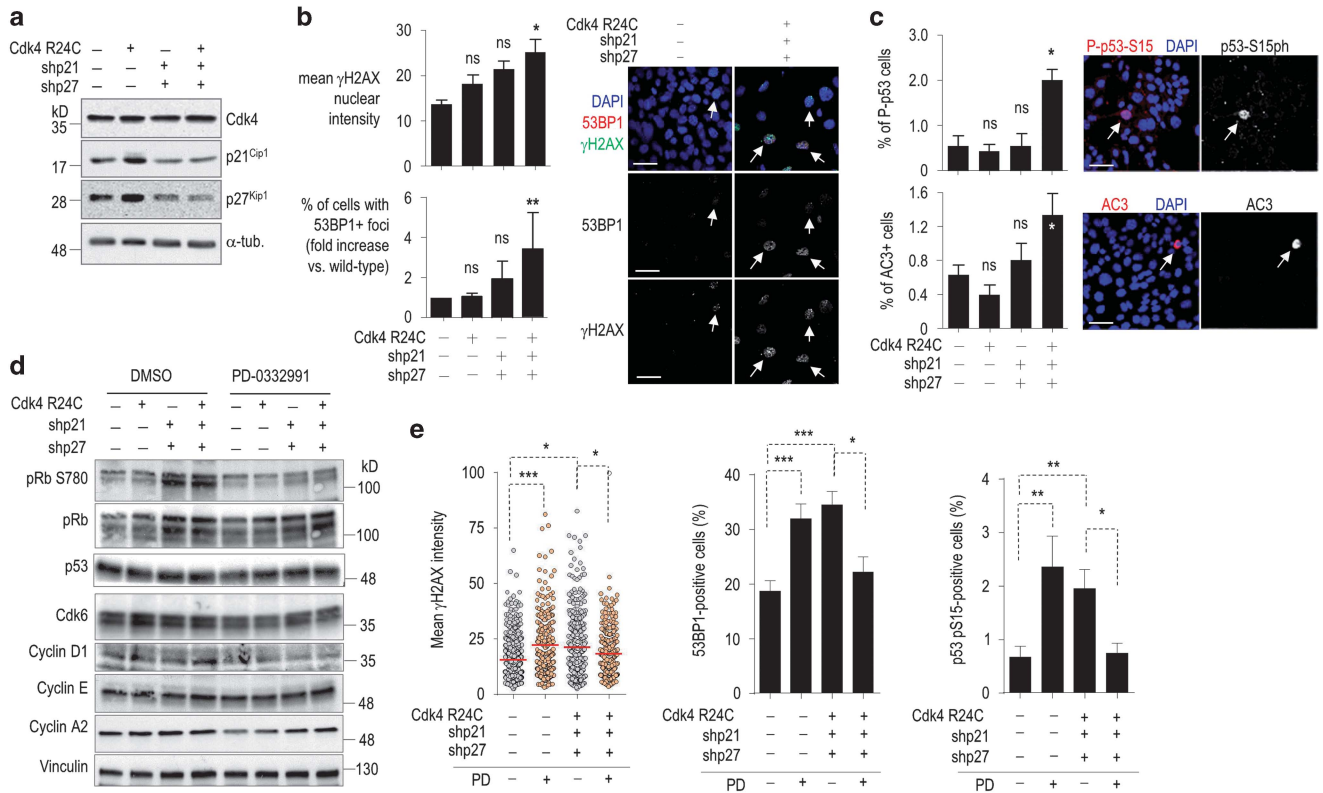 a
Cdk4 R24C – + – +
shp21 – – + +
shp27 – – + +
kD
35
17
28
48
Cdk4
p21Cip1
p27Kip1
α-tub.
b
mean γH2AX
nuclear
intensity
30
20
10
0
ns
ns
*
% of cells with
53BP1+ foci
(fold increase
vs. wild-type)
6
4
2
0
ns
ns
**
Cdk4 R24C – + – +
shp21 – – + +
shp27 – – + +
Cdk4 R24C – +
shp21 – +
shp27 – +
DAPI
53BP1
γH2AX
53BP1
γH2AX
c
% of P-p53 cells
3.0
2.0
1.0
0.0
ns
ns
*
P-p53-S15 DAPI p53-S15ph
% of AC3+ cells
1.6
1.2
0.9
0.3
0
ns
ns
*
AC3 DAPI AC3
Cdk4 R24C – + – +
shp21 – – + +
shp27 – – + +
d
DMSO PD-0332991
Cdk4 R24C – + – + – + – +
shp21 – – + + – – + +
shp27 – – + + – – + +
kD
pRb S780 100
pRb 100
p53 48
Cdk6 35
Cyclin D1 35
Cyclin E 48
Cyclin A2 48
Vinculin 130
e
Mean γH2AX intensity
100
75
50
25
0
***
*
*
Cdk4 R24C – – + +
shp21 – – + +
shp27 – – + +
PD – + – +
53BP1-positive cells (%)
40
30
20
10
0
***
***
*
Cdk4 R24C – – + +
shp21 – – + +
shp27 – – + +
PD – + – +
p53 pS15-positive cells (%)
4
3
2
1
0
**
**
*
Cdk4 R24C – – + +
shp21 – – + +
shp27 – – + +
PD – + – +